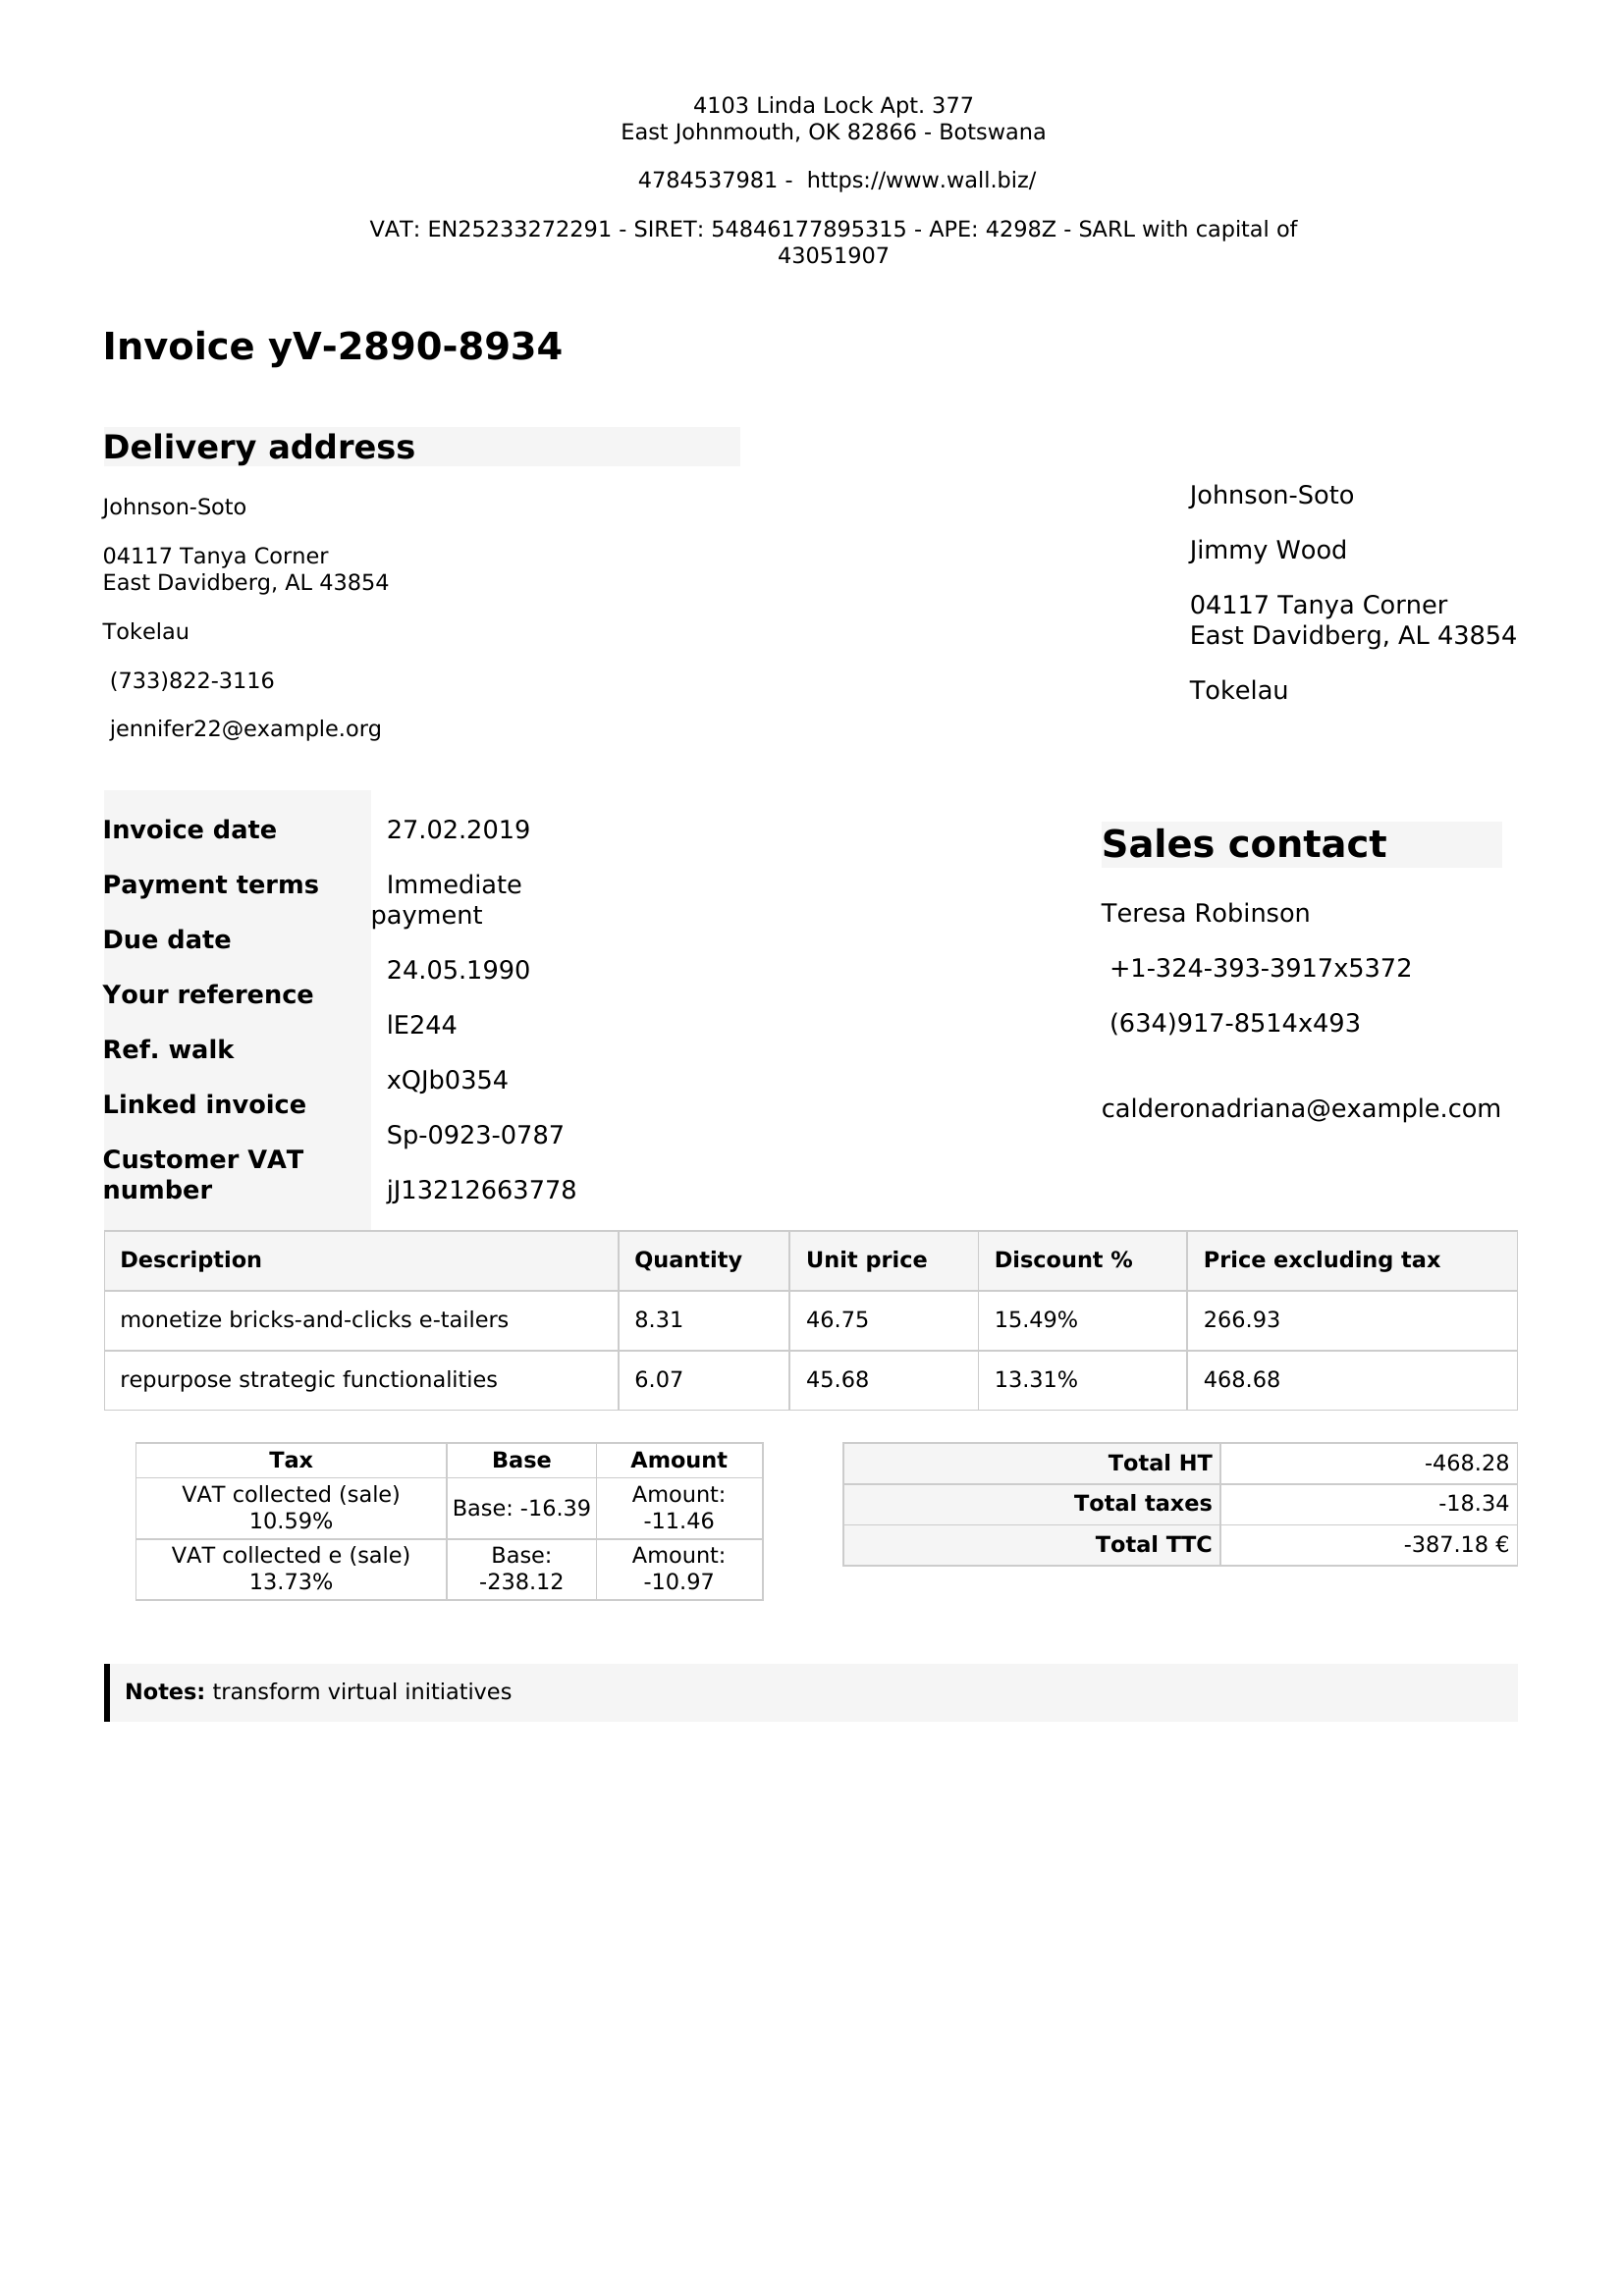 4103 Linda Lock Apt. 377
East Johnmouth, OK 82866 - Botswana
4784537981 -  https://www.wall.biz/
VAT: EN25233272291 - SIRET: 54846177895315 - APE: 4298Z - SARL with capital of
43051907
Invoice yV-2890-8934
Delivery address
Johnson-Soto
04117 Tanya Corner
East Davidberg, AL 43854
Tokelau
(733)822-3116
jennifer22@example.org
Johnson-Soto
Jimmy Wood
04117 Tanya Corner
East Davidberg, AL 43854
Tokelau
Invoice date
Payment terms
Due date
Your reference
Ref. walk
Linked invoice
Customer VAT
number
27.02.2019
Immediate
payment
24.05.1990
lE244
xQJb0354
Sp-0923-0787
jJ13212663778
Sales contact
Teresa Robinson
+1-324-393-3917x5372
(634)917-8514x493
calderonadriana@example.com
Description Quantity Unit price Discount % Price excluding tax
monetize bricks-and-clicks e-tailers 8.31 46.75 15.49% 266.93
repurpose strategic functionalities 6.07 45.68 13.31% 468.68
Tax Base Amount
VAT collected (sale)
10.59%
Base: -16.39
Amount:
-11.46
VAT collected e (sale)
13.73%
Base:
-238.12
Amount:
-10.97
Total HT -468.28
Total taxes -18.34
Total TTC -387.18 €
Notes: transform virtual initiatives